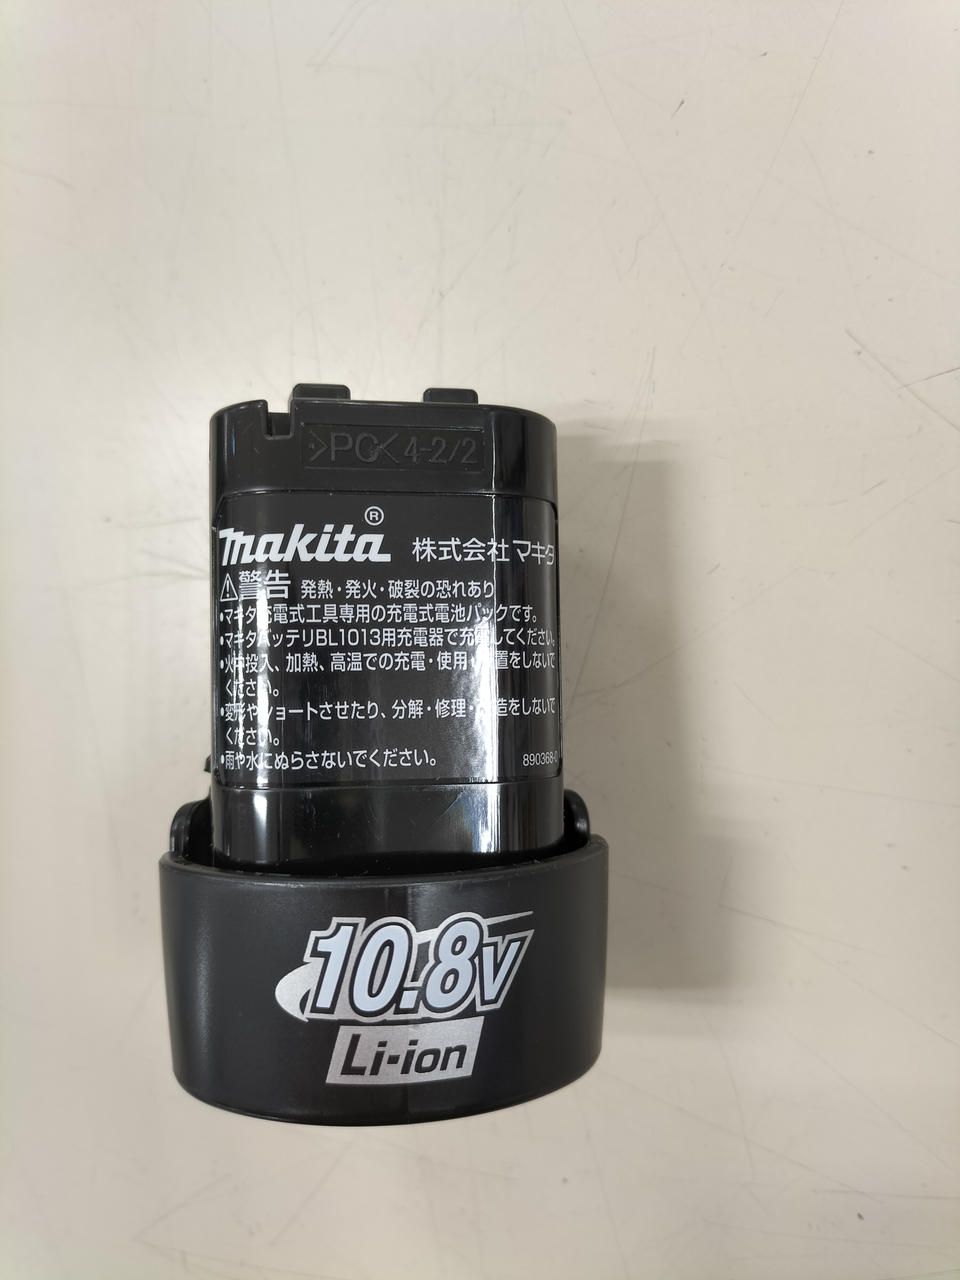 >PC< 4-2/2
makita® 株式会社マキタ
⚠警告 発熱・発火・破裂の恐れあり
•マキタ充電式工具専用の充電式電池パックです。
•マキタバッテリBL1013用充電器で充電してください。
•火中投入、加熱、高温での充電・使用・放置をしないで
ください。
•変形やショートさせたり、分解・修理・改造をしないで
ください。
•雨や水にぬらさないでください。
890368-0
10.8V
Li-ion